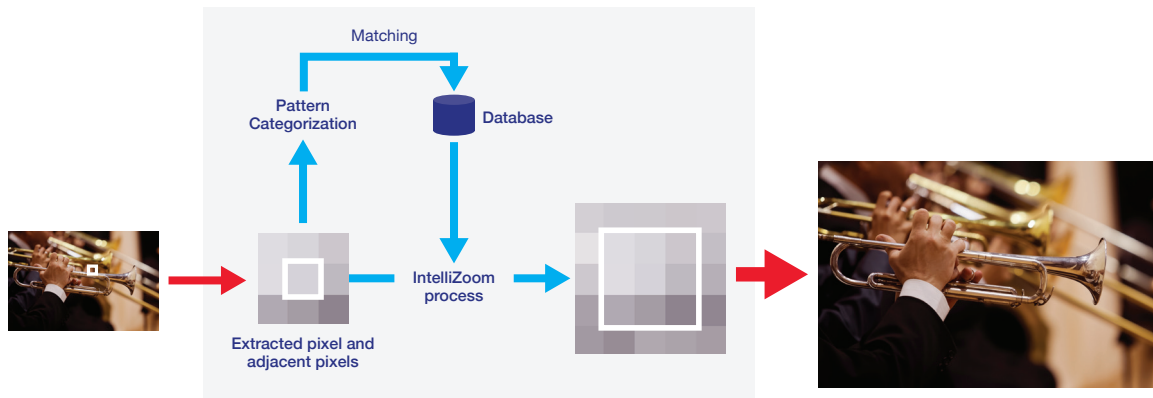 Matching
Pattern
Categorization
Database
IntelliZoom
process
Extracted pixel and
adjacent pixels